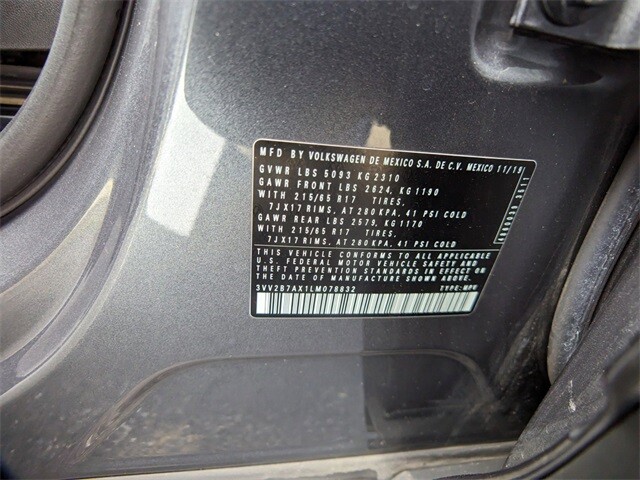 MFD BY VOLKSWAGEN DE MEXICO S.A. DE C.V. MEXICO 11/19
GVWR LBS 5093 KG 2310
GAWR FRONT LBS 2624, KG 1190
WITH 215/65 R17 TIRES,
7JX17 RIMS, AT 280 KPA, 41 PSI COLD
GAWR REAR LBS 2579, KG 1170
WITH 215/65 R17 TIRES,
7JX17 RIMS, AT 280 KPA, 41 PSI COLD
THIS VEHICLE CONFORMS TO ALL APPLICABLE
U.S. FEDERAL MOTOR VEHICLE SAFETY AND
THEFT PREVENTION STANDARDS IN EFFECT ON
THE DATE OF MANUFACTURE SHOWN ABOVE.
3VV2B7AX1LM078832 TYPE: MPV